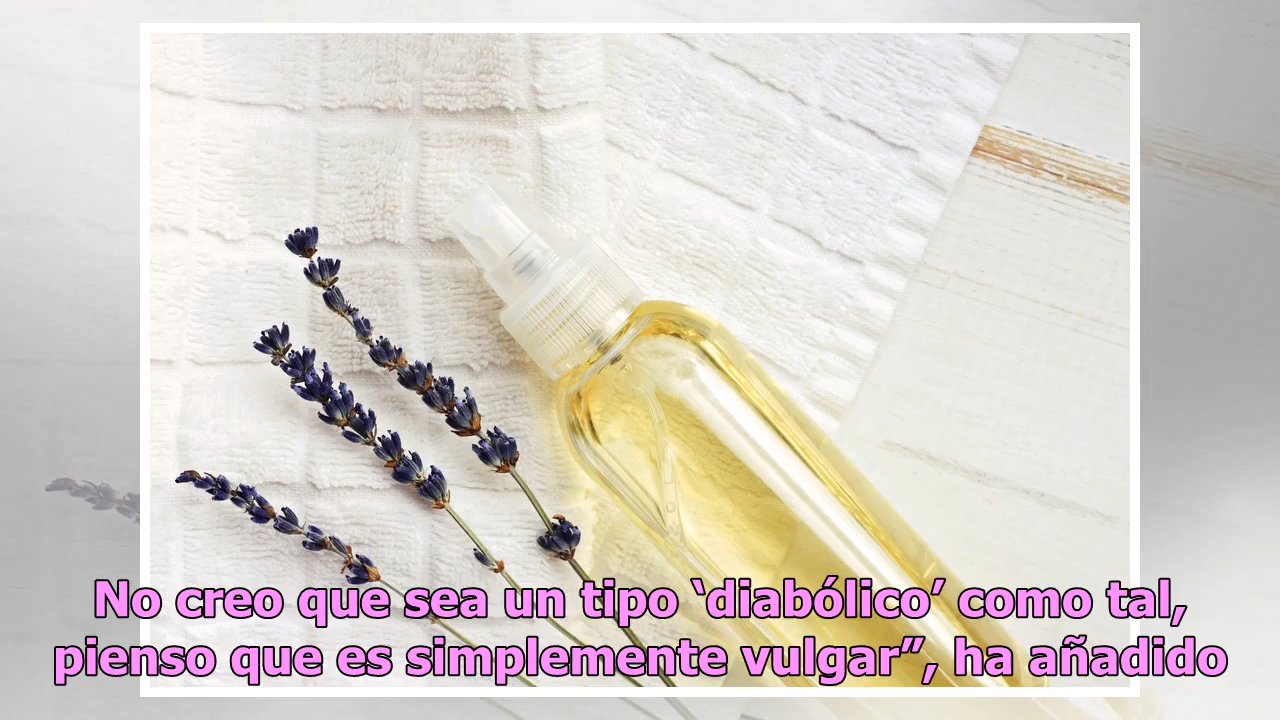 No creo que sea un tipo ‘diabólico’ como tal,
pienso que es simplemente vulgar”, ha añadido